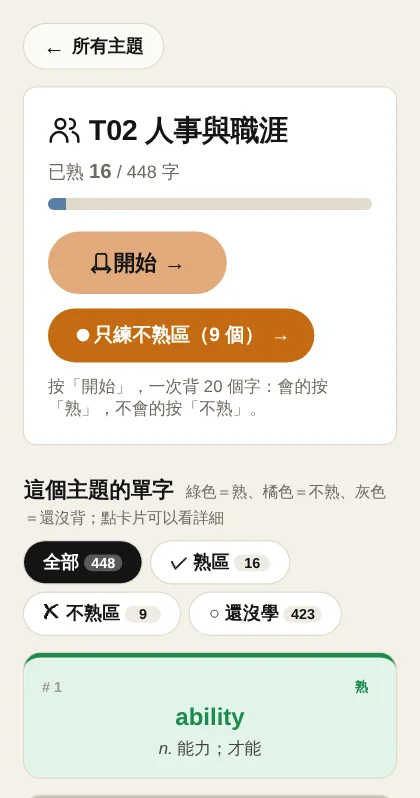 ← 所有主題
T02 人事與職涯
已熟 16 / 448 字
開始 →
只練不熟區（9 個） →
按「開始」，一次背 20 個字：會的按
「熟」，不會的按「不熟」。
這個主題的單字 綠色＝熟、橘色＝不熟、灰色
＝還沒背；點卡片可以看詳細
全部 448 ✓ 熟區 16
不熟區 9 ○ 還沒學 423
# 1 熟
ability
n. 能力；才能